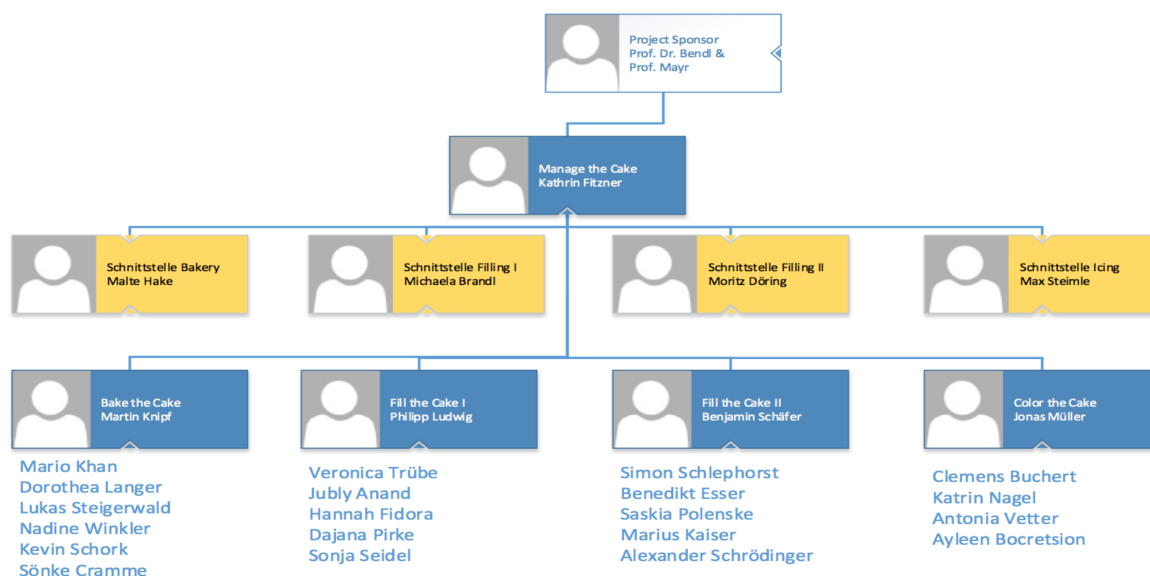 Project Sponsor
Prof. Dr. Bendl &
Prof. Mayr
Manage the Cake
Kathrin Fitzner
Schnittstelle Bakery
Malte Hake
Schnittstelle Filling I
Michaela Brandl
Schnittstelle Filling II
Moritz Döring
Schnittstelle Icing
Max Steimle
Bake the Cake
Martin Knipf
Mario Khan
Dorothea Langer
Lukas Steigerwald
Nadine Winkler
Kevin Schork
Sönke Cramme
Fill the Cake I
Philipp Ludwig
Veronica Trübe
Jubly Anand
Hannah Fidora
Dajana Pirke
Sonja Seidel
Fill the Cake II
Benjamin Schäfer
Simon Schlephorst
Benedikt Esser
Saskia Polenske
Marius Kaiser
Alexander Schrödinger
Color the Cake
Jonas Müller
Clemens Buchert
Katrin Nagel
Antonia Vetter
Ayleen Bocretsion